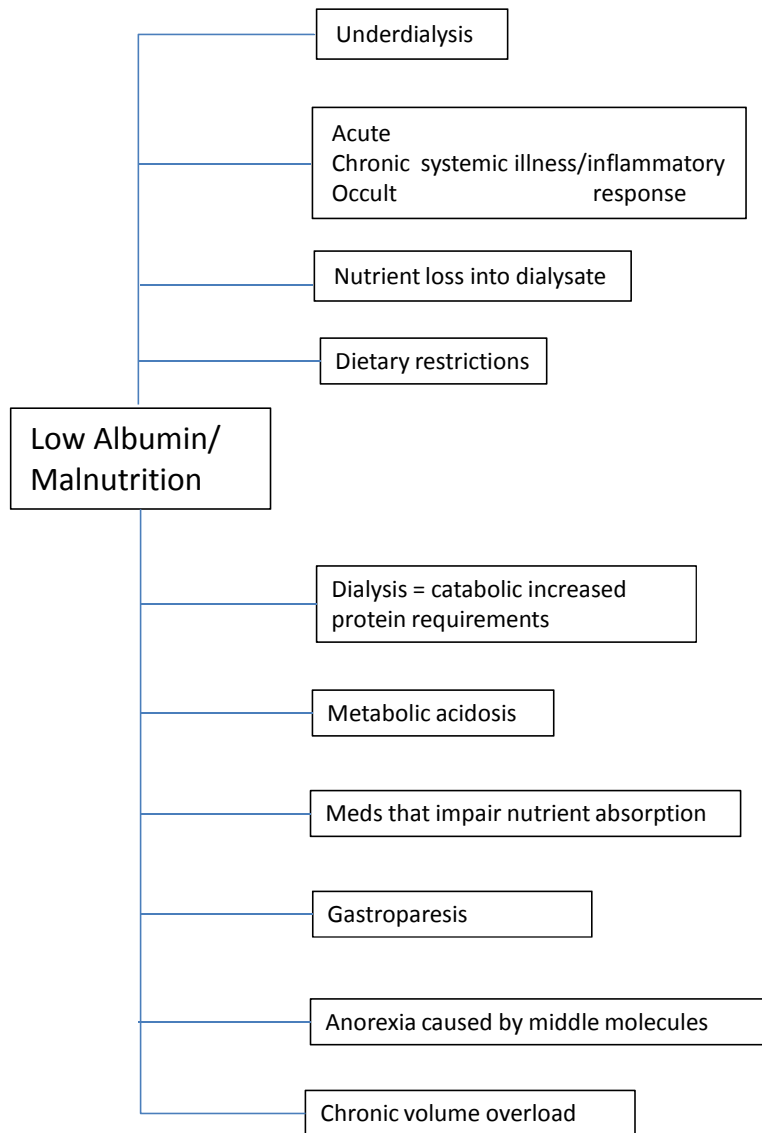 Underdialysis
Acute
Chronic systemic illness/inflammatory
Occult response
Nutrient loss into dialysate
Dietary restrictions
Low Albumin/
Malnutrition
Dialysis = catabolic increased
protein requirements
Metabolic acidosis
Meds that impair nutrient absorption
Gastroparesis
Anorexia caused by middle molecules
Chronic volume overload